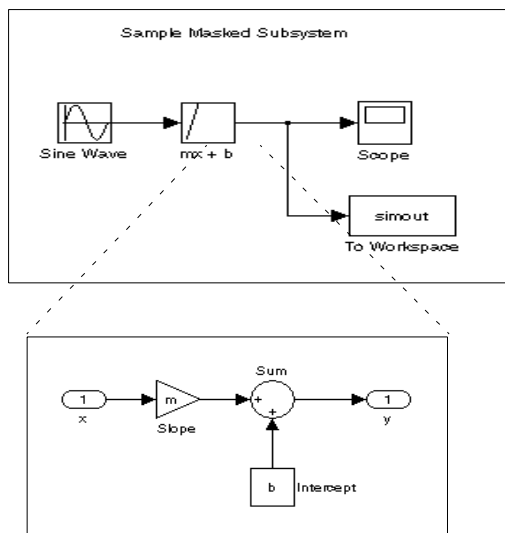 Sample Masked Subsystem
Sine Wave
mx + b
Scope
simout
To Workspace
Sum
1
x
m
Slope
+
+
1
y
b
Intercept